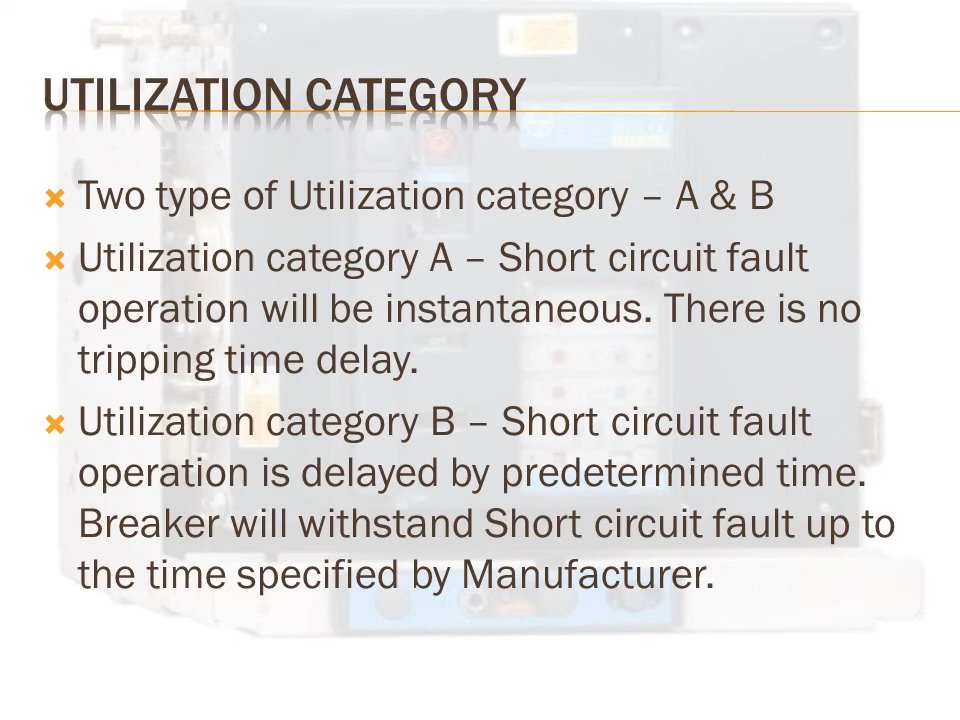 UTILIZATION CATEGORY
Two type of Utilization category – A & B
Utilization category A – Short circuit fault
operation will be instantaneous. There is no
tripping time delay.
Utilization category B – Short circuit fault
operation is delayed by predetermined time.
Breaker will withstand Short circuit fault up to
the time specified by Manufacturer.